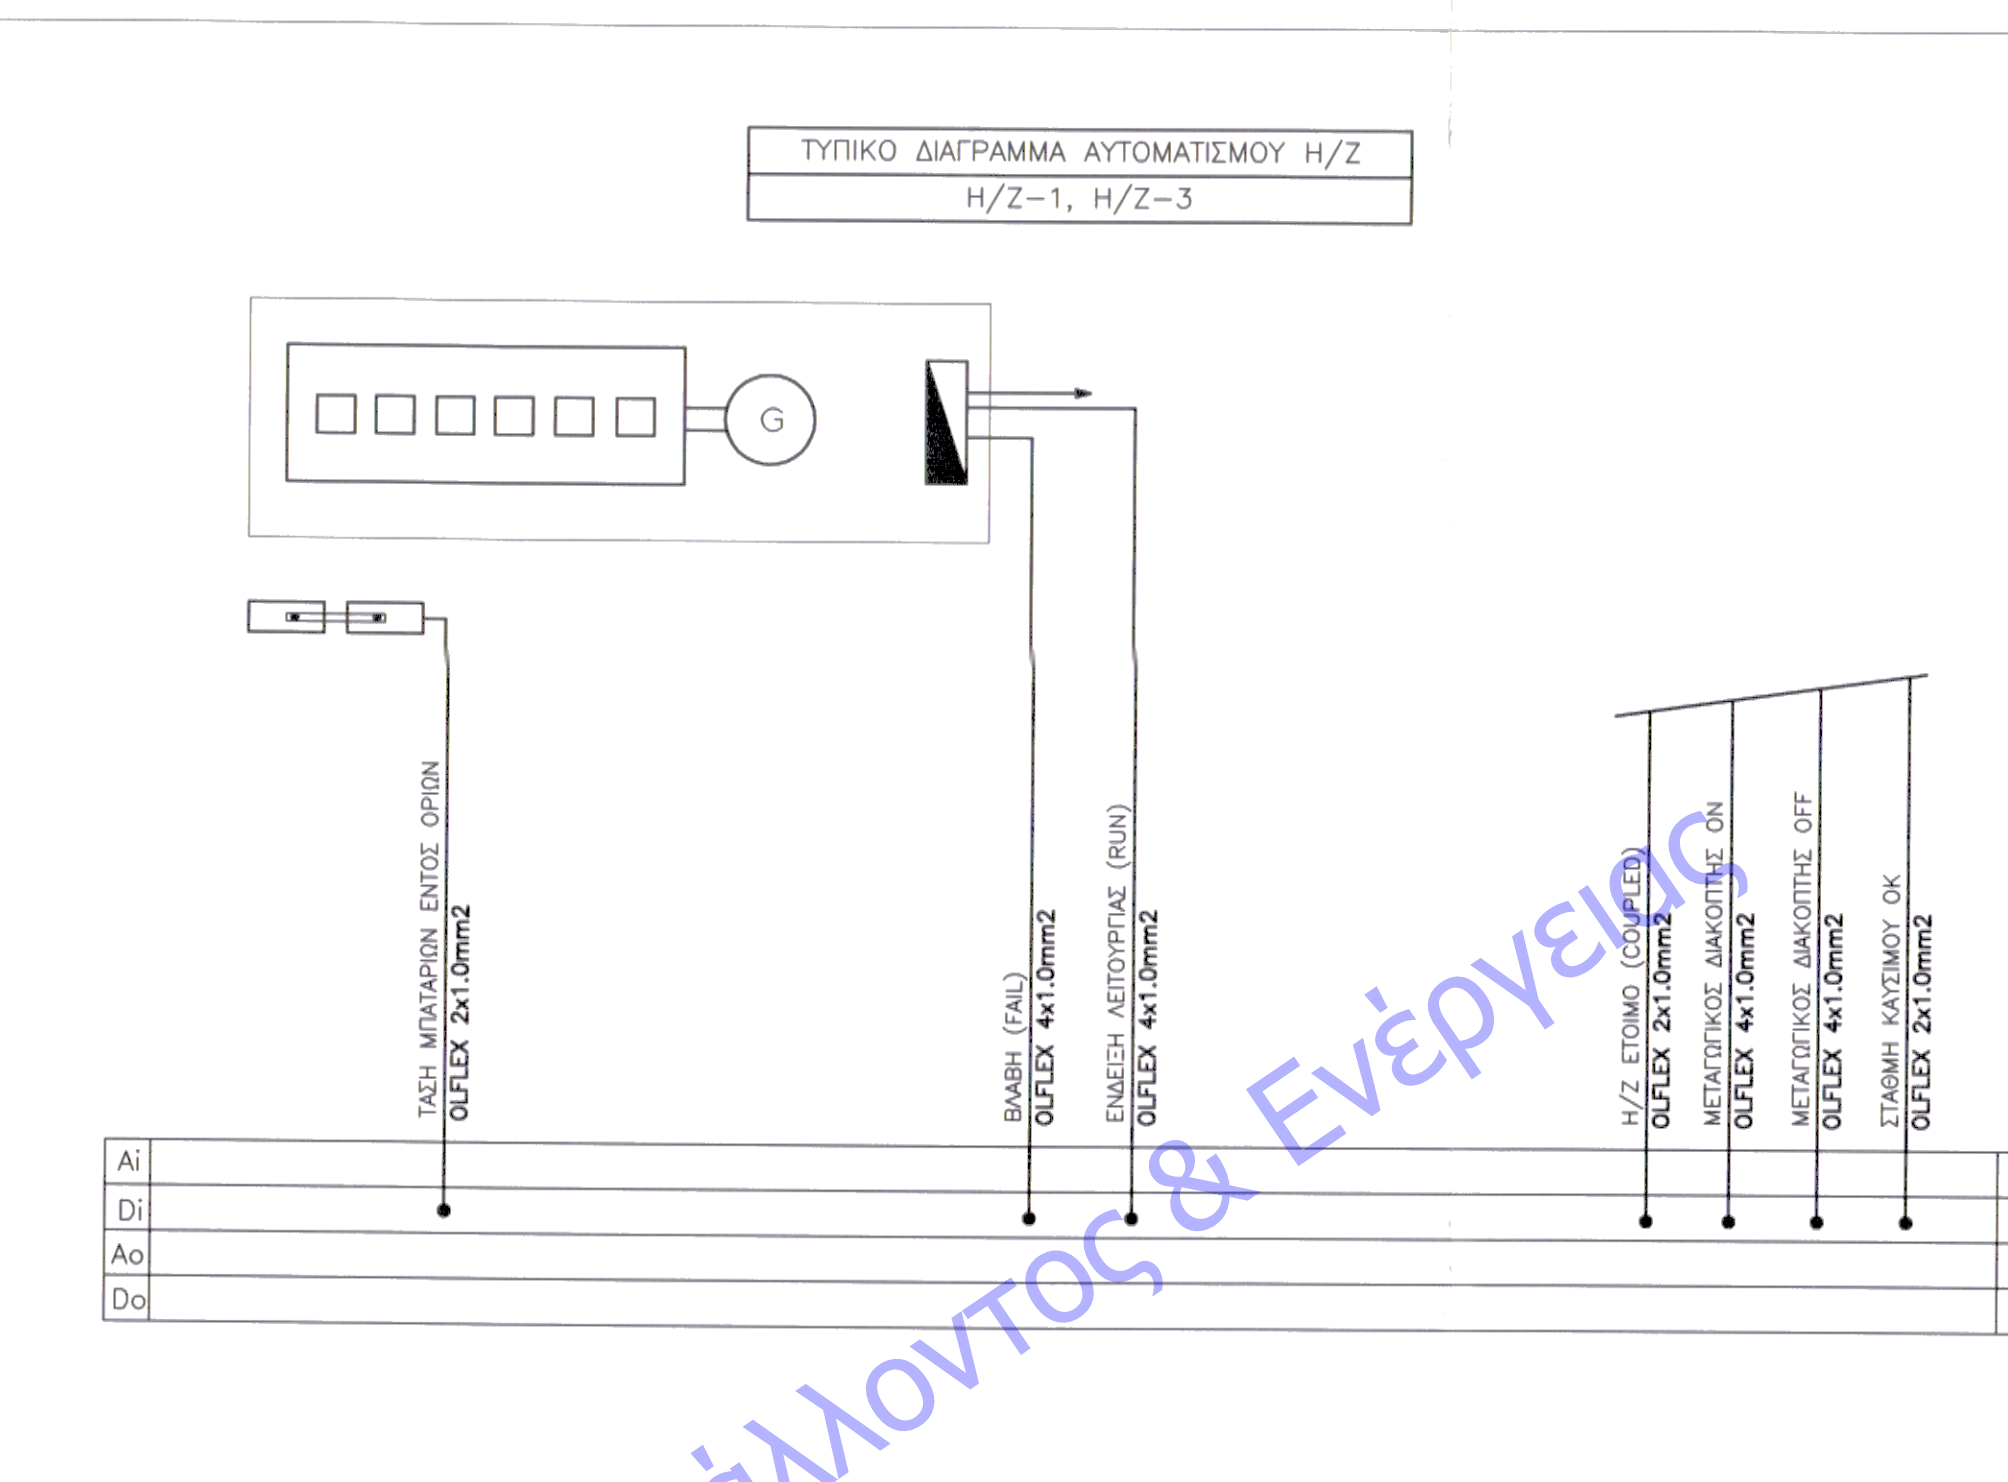 ΤΥΠΙΚΟ ΔΙΑΓΡΑΜΜΑ ΑΥΤΟΜΑΤΙΣΜΟΥ Η/Ζ
Η/Ζ-1, Η/Ζ-3
G
ΤΑΣΗ ΜΠΑΤΑΡΙΩΝ ΕΝΤΟΣ ΟΡΙΩΝ
OLFLEX 2x1.0mm2
ΒΛΑΒΗ (FAIL)
OLFLEX 4x1.0mm2
ΕΝΔΕΙΞΗ ΛΕΙΤΟΥΡΓΙΑΣ (RUN)
OLFLEX 4x1.0mm2
Η/Ζ ΕΤΟΙΜΟ (COUPLED)
OLFLEX 2x1.0mm2
ΜΕΤΑΓΩΓΙΚΟΣ ΔΙΑΚΟΠΤΗΣ ON
OLFLEX 4x1.0mm2
ΜΕΤΑΓΩΓΙΚΟΣ ΔΙΑΚΟΠΤΗΣ OFF
OLFLEX 4x1.0mm2
ΣΤΑΘΜΗ ΚΑΥΣΙΜΟΥ OK
OLFLEX 2x1.0mm2
Ai
Di
Ao
Do
άλλοντος & Ενέργειας